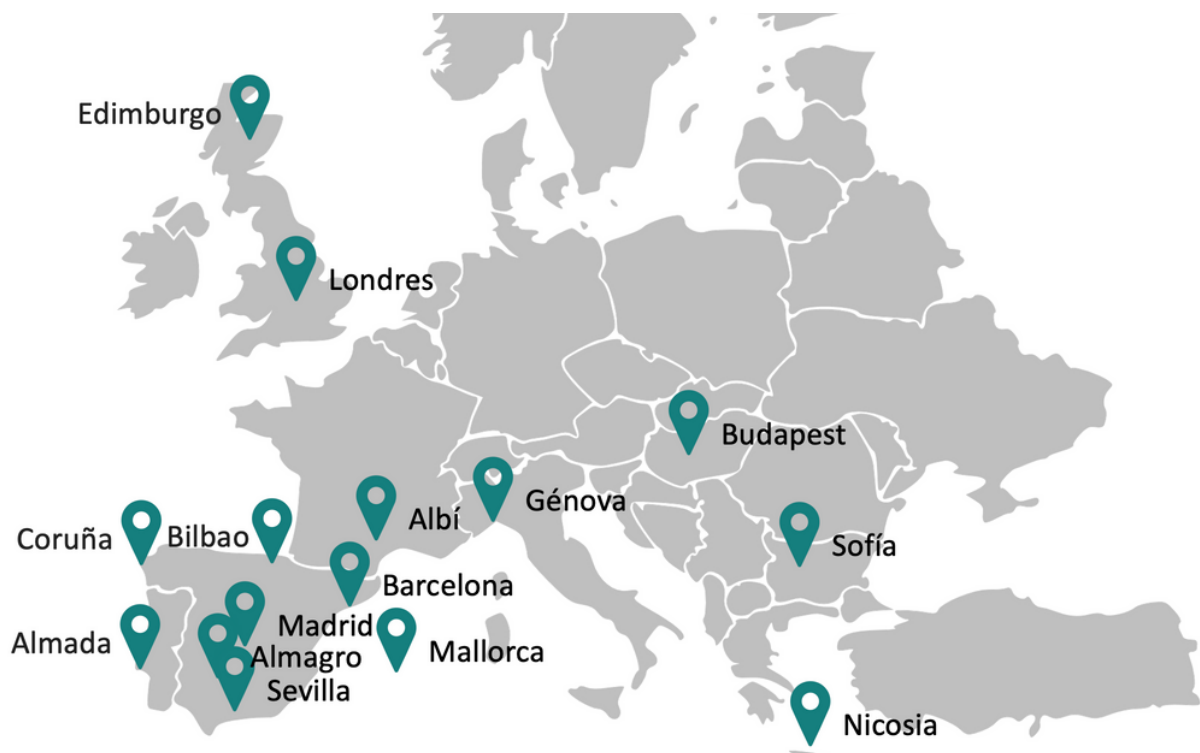 Edimburgo
Londres
Budapest
Génova
Albí
Coruña
Bilbao
Sofía
Barcelona
Madrid
Almada
Mallorca
Almagro
Sevilla
Nicosia